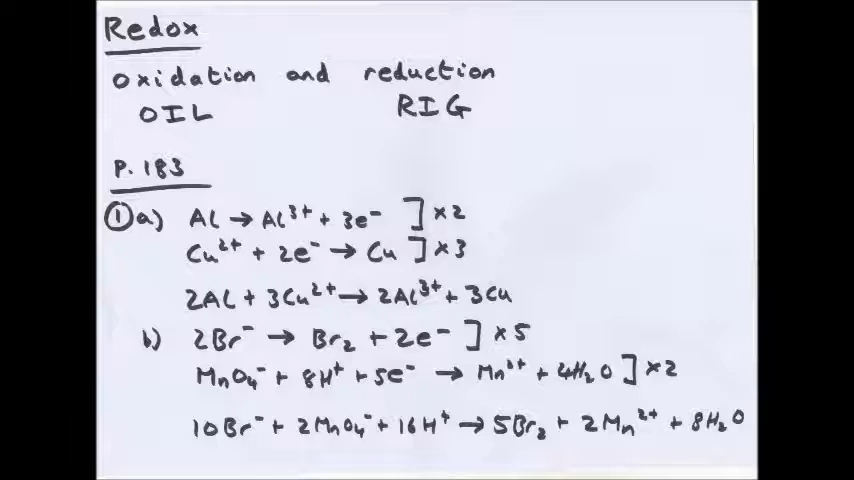 Redox
Oxidation and reduction
OIL RIG
P. 183
① a) Al → Al³⁺ + 3e⁻ ] × 2
Cu²⁺ + 2e⁻ → Cu ] × 3
2Al + 3Cu²⁺ → 2Al³⁺ + 3Cu
b) 2Br⁻ → Br₂ + 2e⁻ ] × 5
MnO₄⁻ + 8H⁺ + 5e⁻ → Mn²⁺ + 4H₂O ] × 2
10Br⁻ + 2MnO₄⁻ + 16H⁺ → 5Br₂ + 2Mn²⁺ + 8H₂O